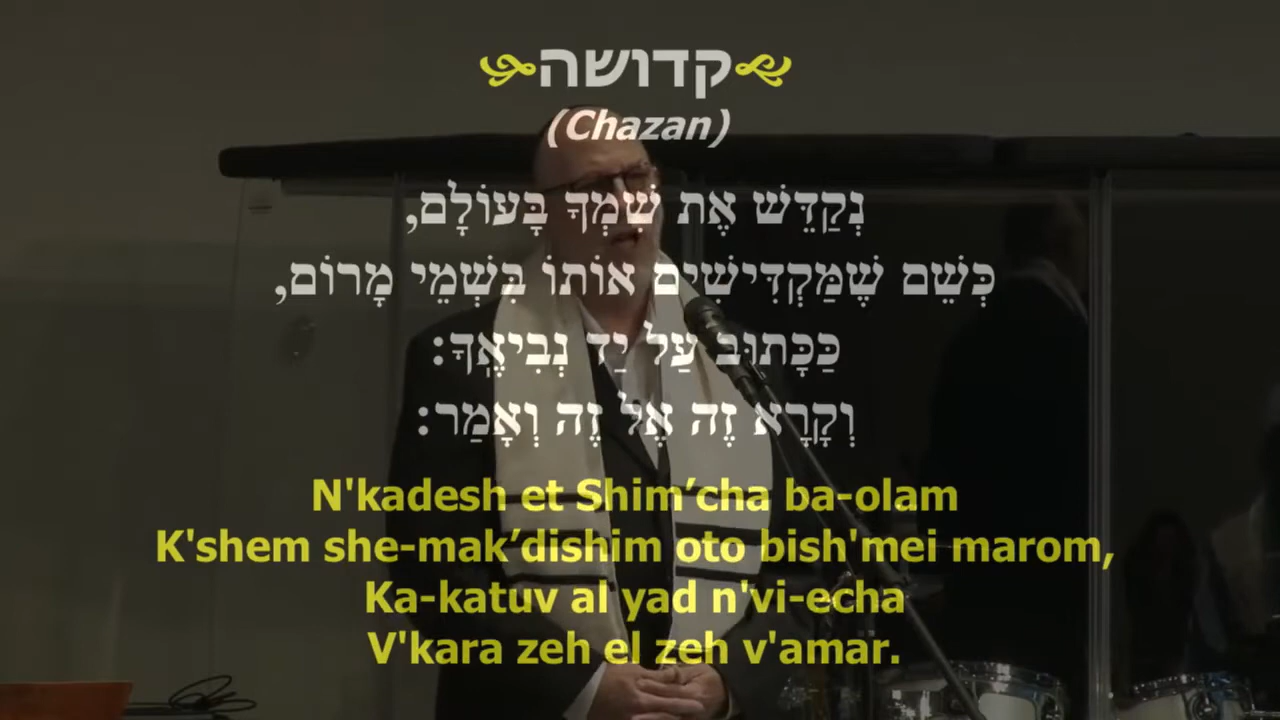 קדושה
(Chazan)
נְקַדֵּשׁ אֶת שִׁמְךָ בָּעוֹלָם,
כְּשֵׁם שֶׁמַּקְדִּישִׁים אוֹתוֹ בִּשְׁמֵי מָרוֹם,
כַּכָּתוּב עַל יַד נְבִיאֶךָ:
וְקָרָא זֶה אֶל זֶה וְאָמַר:
N'kadesh et Shim’cha ba-olam
K'shem she-mak’dishim oto bish'mei marom,
Ka-katuv al yad n'vi-echa
V'kara zeh el zeh v'amar.